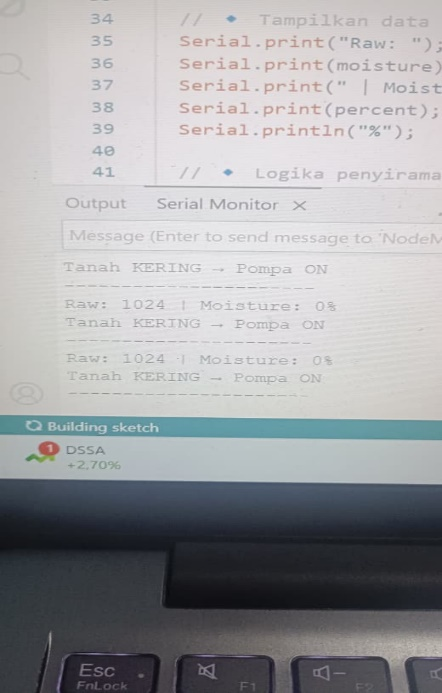 34 // 🔹 Tampilkan data
35 Serial.print("Raw: ");
36 Serial.print(moisture)
37 Serial.print(" | Moist
38 Serial.print(percent);
39 Serial.println("%");
40
41 // 🔹 Logika penyirama
Output Serial Monitor ×
Message (Enter to send message to 'NodeM
Tanah KERING → Pompa ON
------------------------
Raw: 1024 | Moisture: 0%
Tanah KERING → Pompa ON
------------------------
Raw: 1024 | Moisture: 0%
Tanah KERING → Pompa ON
------------------------
Building sketch
1
DSSA
+2,70%
Esc
FnLock
F1
F2